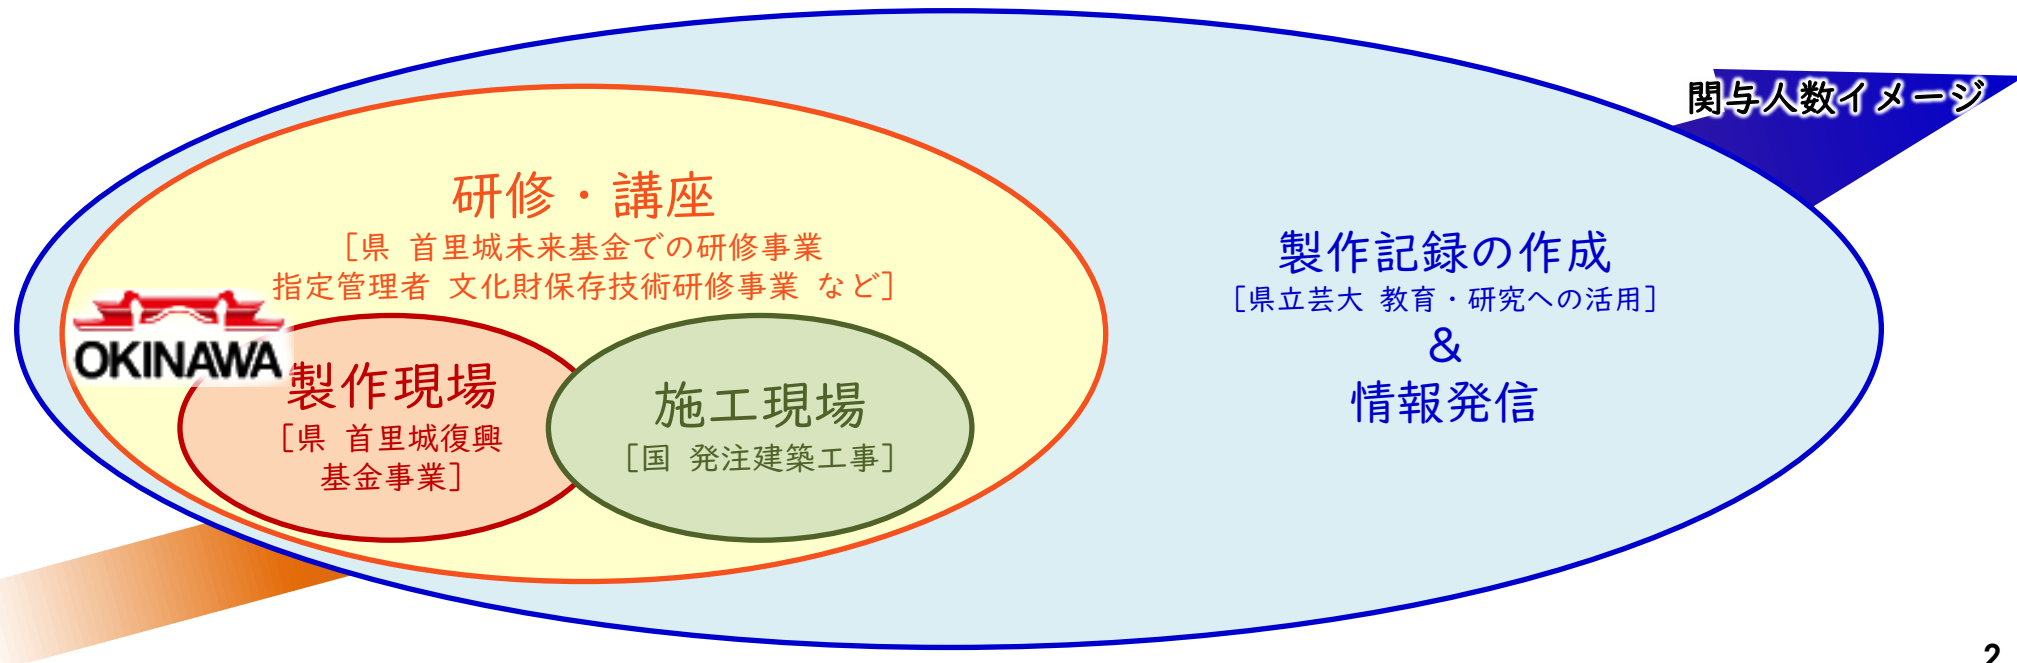 関与人数イメージ
研修・講座
［県 首里城未来基金での研修事業
指定管理者 文化財保存技術研修事業 など］
OKINAWA
製作現場
［県 首里城復興
基金事業］
施工現場
［国 発注建築工事］
製作記録の作成
［県立芸大 教育・研究への活用］
&
情報発信
2